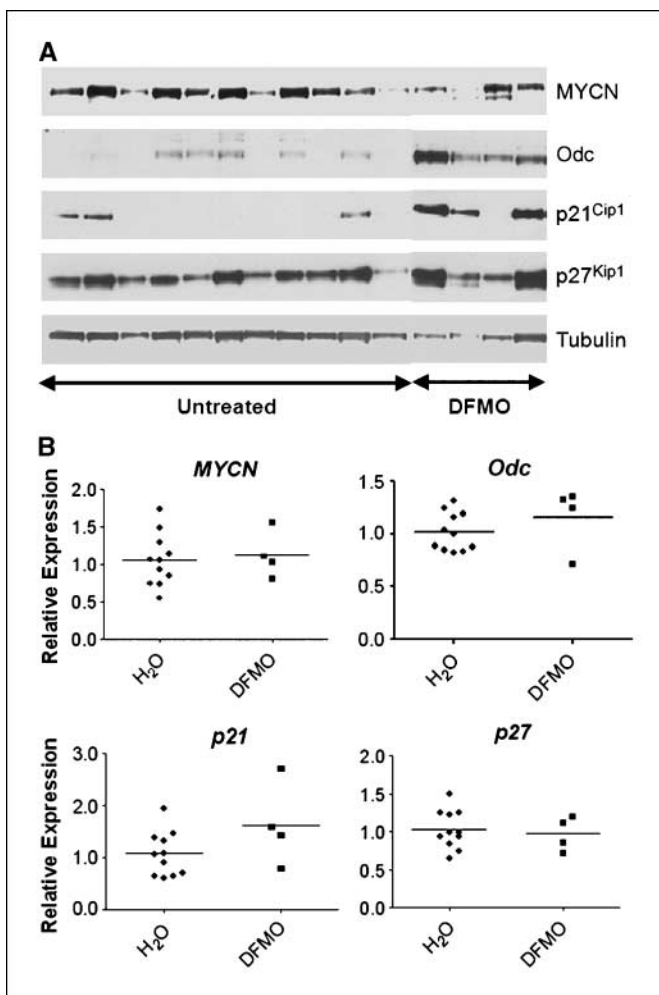 A
MYCN
Odc
p21Cip1
p27Kip1
Tubulin
Untreated DFMO
B
MYCN
Relative Expression
2.0
1.5
1.0
0.5
0.0
H2O DFMO
Odc
1.5
1.0
0.5
0.0
H2O DFMO
p21
Relative Expression
3.0
2.0
1.0
0.0
H2O DFMO
p27
2.0
1.5
1.0
0.5
0.0
H2O DFMO